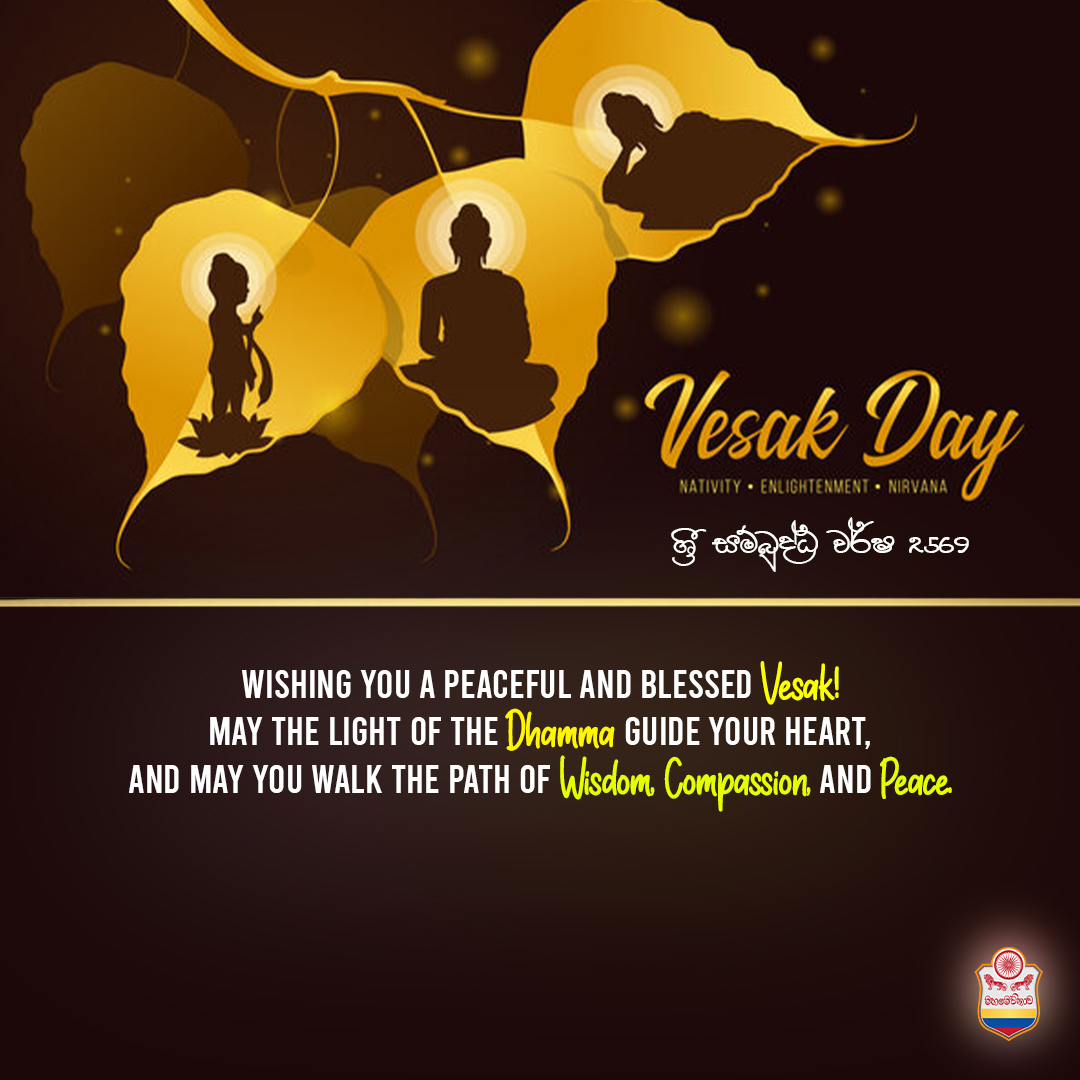 Vesak Day
NATIVITY • ENLIGHTENMENT • NIRVANA
ශ්‍රී සම්බුද්ධ වර්ෂ 2569
WISHING YOU A PEACEFUL AND BLESSED Vesak!
MAY THE LIGHT OF THE Dhamma GUIDE YOUR HEART,
AND MAY YOU WALK THE PATH OF Wisdom, Compassion, AND Peace.
මහමෙව්නාව